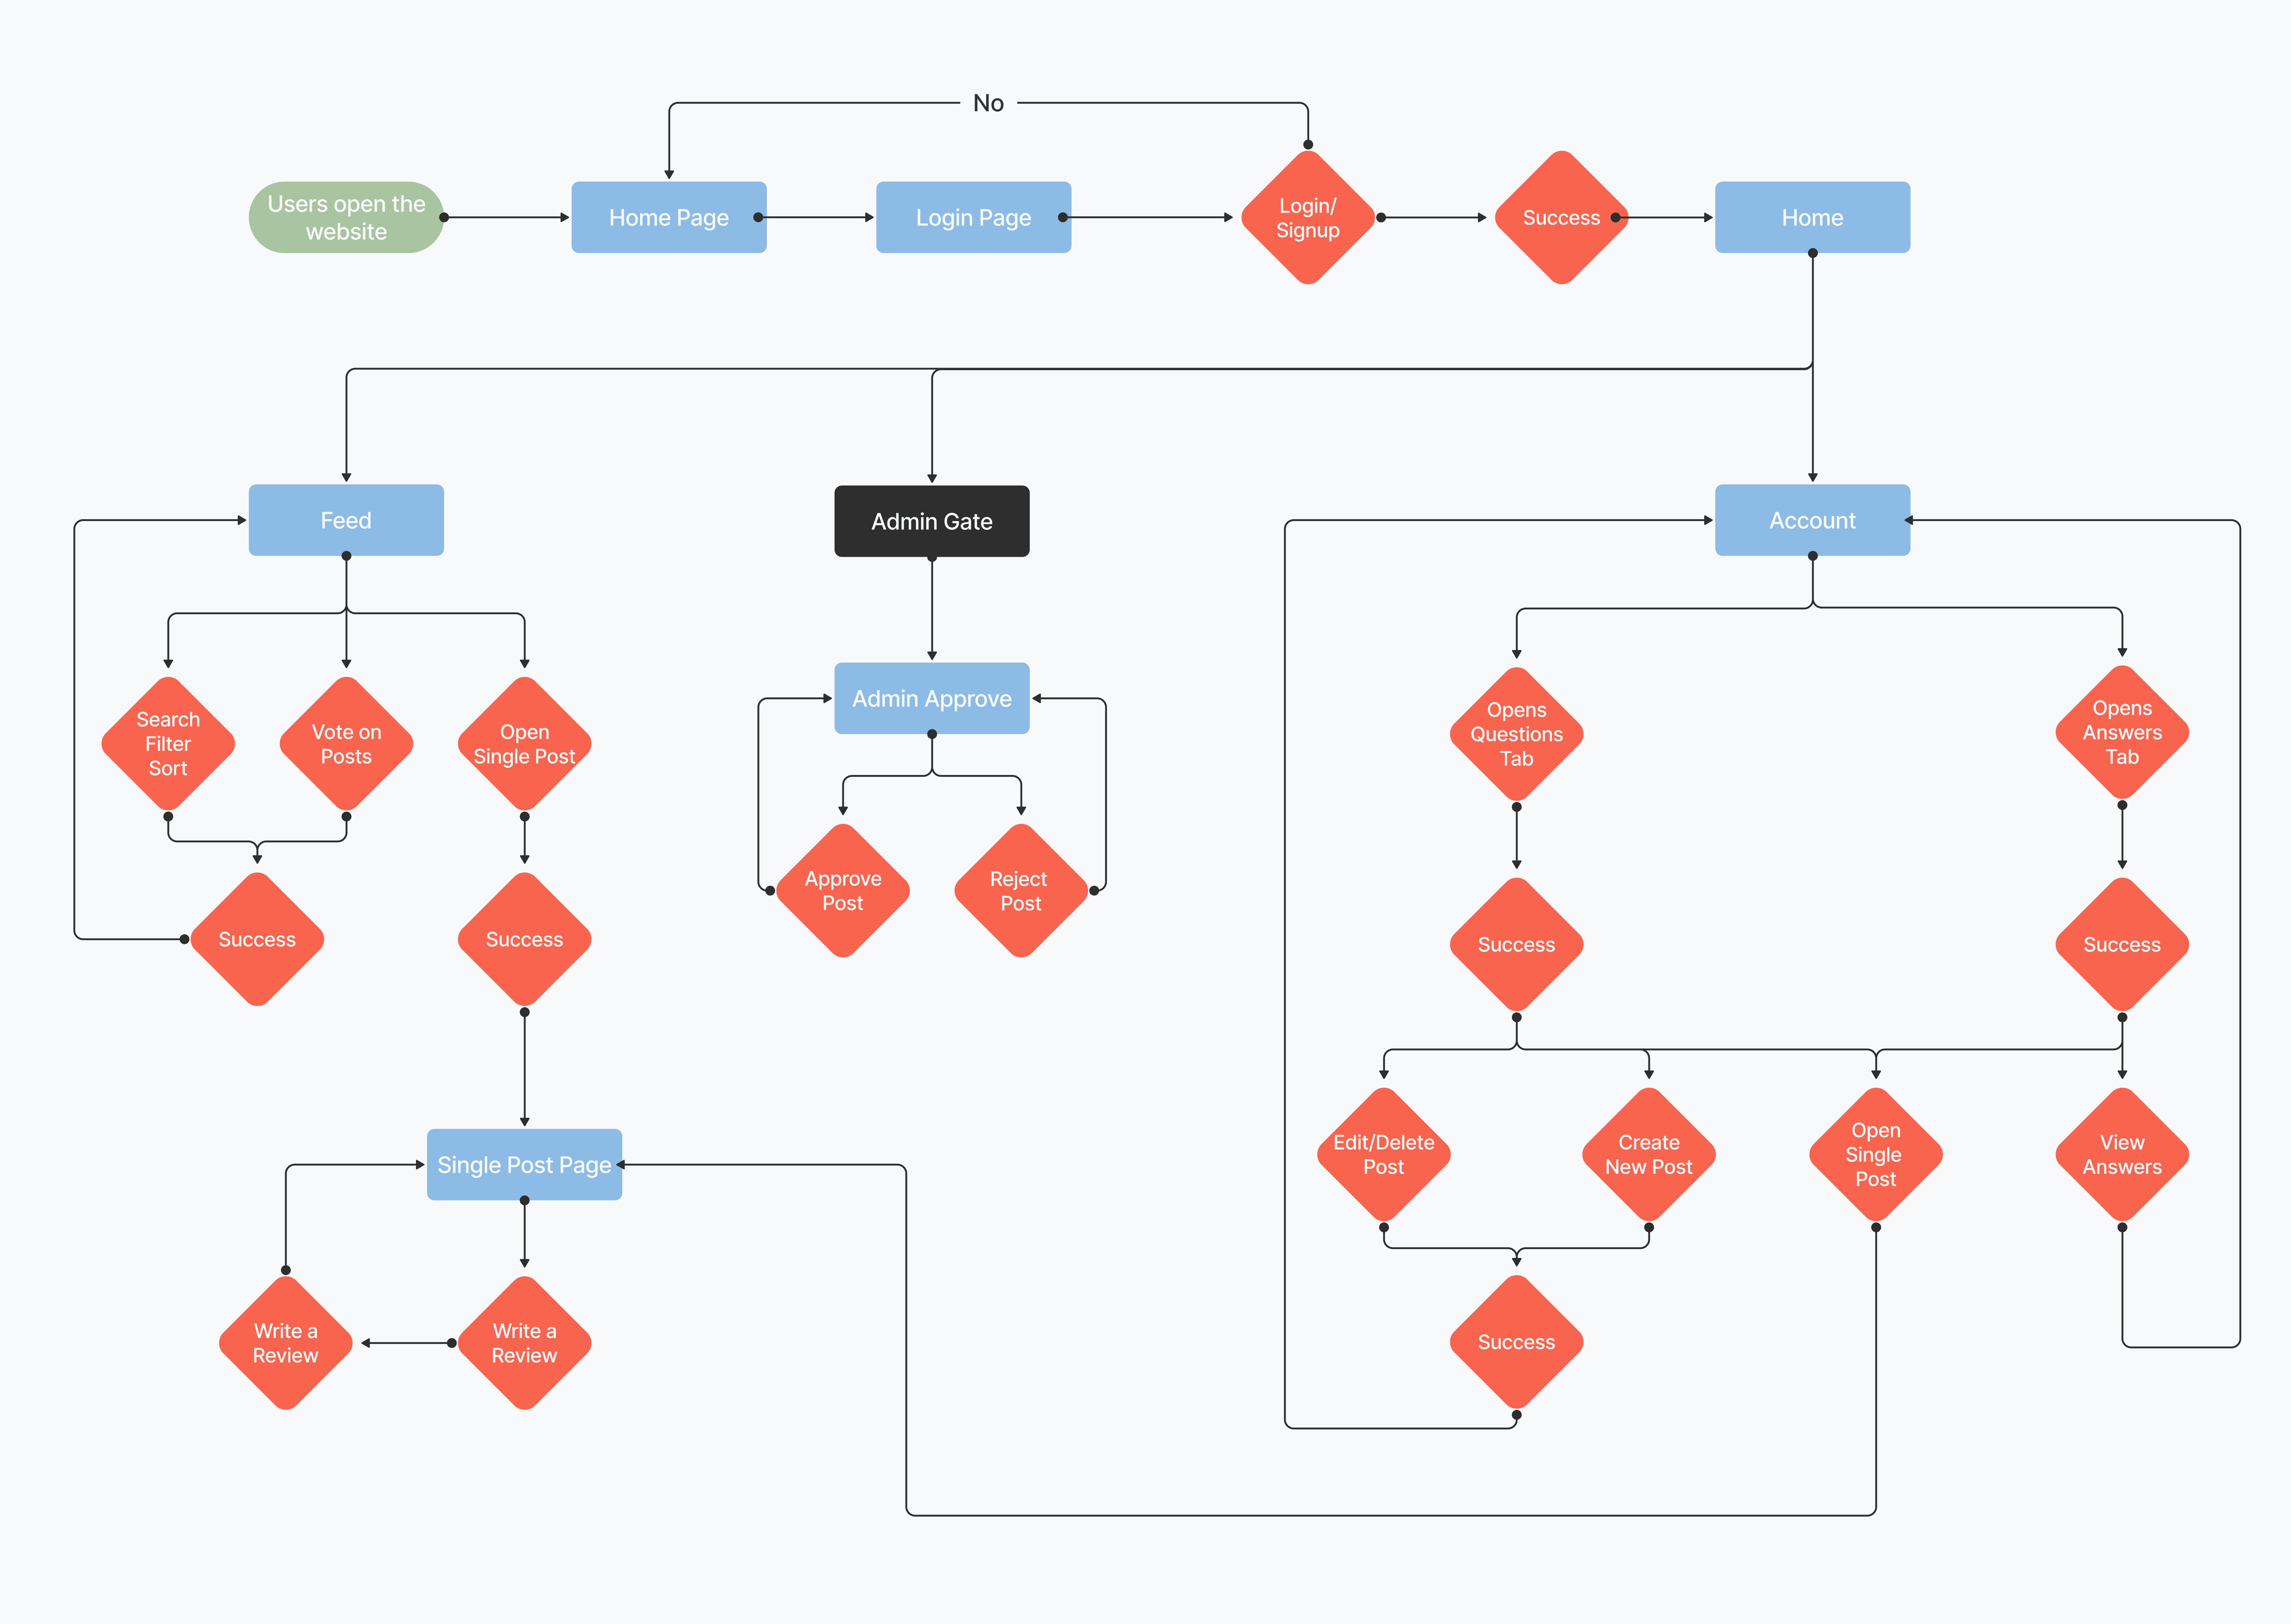 No
Users open the
website
Home Page
Login Page
Login/
Signup
Success
Home
Feed
Admin Gate
Account
Admin Approve
Search
Filter
Sort
Vote on
Posts
Open
Single Post
Opens
Questions
Tab
Opens
Answers
Tab
Approve
Post
Reject
Post
Success
Success
Success
Success
Single Post Page
Edit/Delete
Post
Create
New Post
Open
Single
Post
View
Answers
Write a
Review
Write a
Review
Success